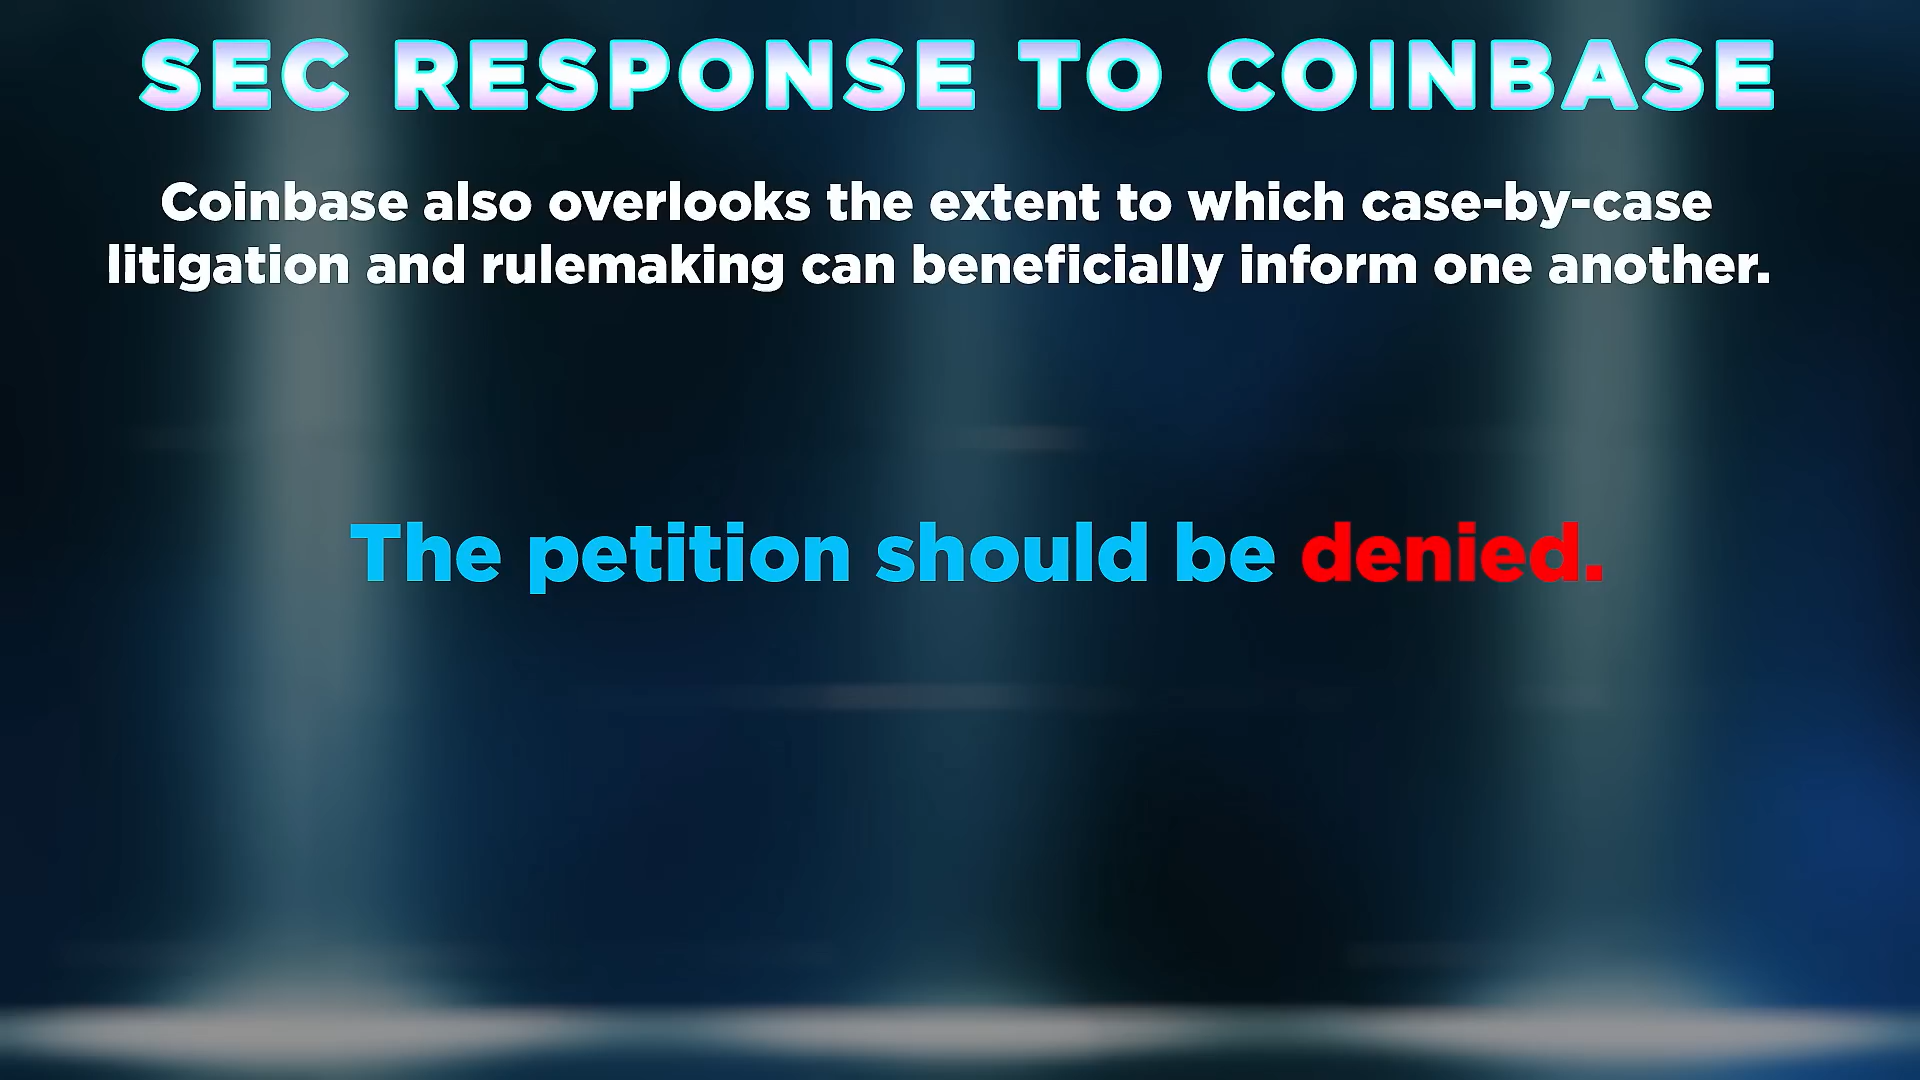 SEC RESPONSE TO COINBASE
Coinbase also overlooks the extent to which case-by-case
litigation and rulemaking can beneficially inform one another.
The petition should be denied.